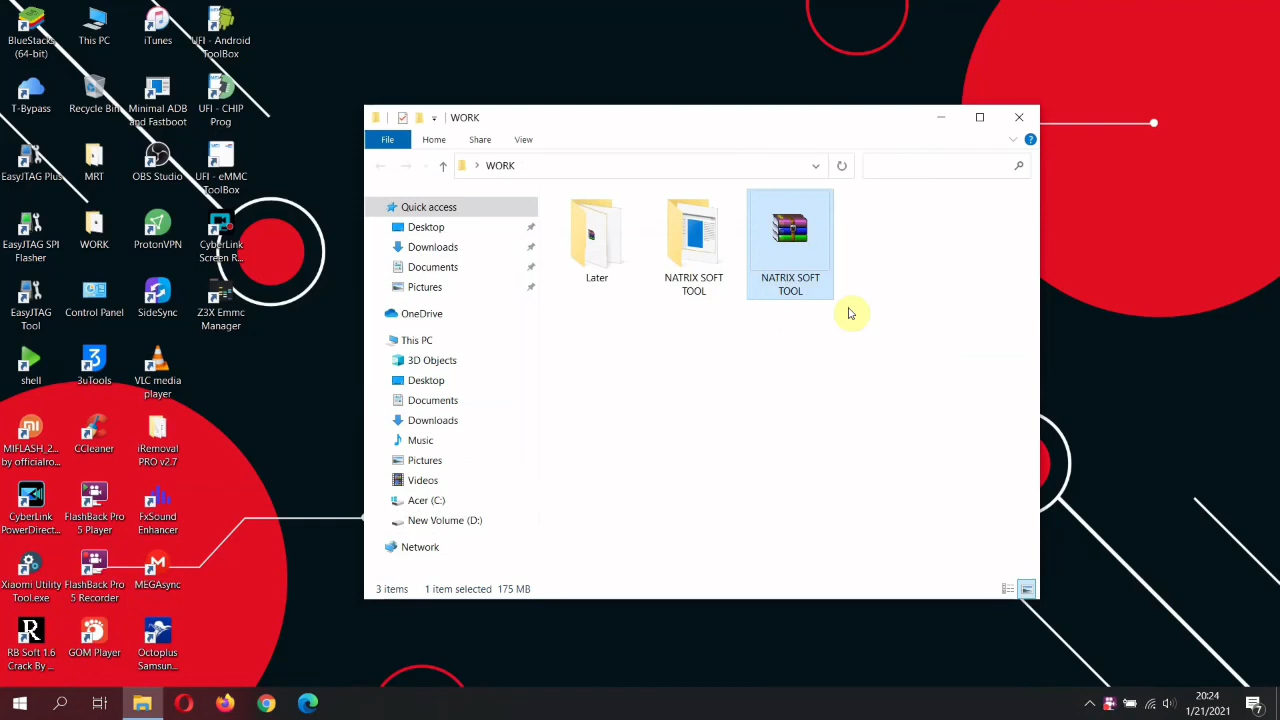 BlueStacks
(64-bit)
This PC
iTunes
UFI - Android
ToolBox
T-Bypass
Recycle Bin
Minimal ADB
and Fastboot
UFI - CHIP
Prog
EasyJTAG Plus
MRT
OBS Studio
UFI - eMMC
ToolBox
EasyJTAG SPI
Flasher
WORK
ProtonVPN
CyberLink
Screen R...
EasyJTAG
Tool
Control Panel
SideSync
Z3X Emmc
Manager
shell
3uTools
VLC media
player
MIFLASH_2...
by officialro...
CCleaner
iRemoval
PRO v2.7
CyberLink
PowerDirect...
FlashBack Pro
5 Player
FxSound
Enhancer
Xiaomi Utility
Tool.exe
FlashBack Pro
5 Recorder
MEGAsync
RB Soft 1.6
Crack By ...
GOM Player
Octoplus
Samsun...
WORK
File
Home
Share
View
WORK
Quick access
Desktop
Downloads
Documents
Pictures
OneDrive
This PC
3D Objects
Desktop
Documents
Downloads
Music
Pictures
Videos
Acer (C:)
New Volume (D:)
Network
Later
NATRIX SOFT
TOOL
NATRIX SOFT
TOOL
3 items
1 item selected
175 MB
20:24
1/21/2021
7